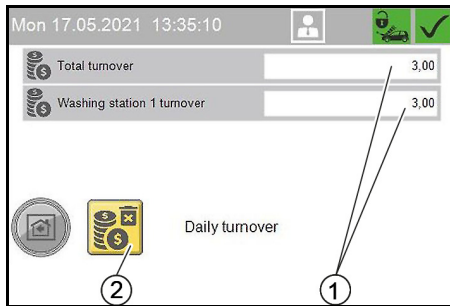 Mon 17.05.2021 13:35:10
Total turnover 3,00
Washing station 1 turnover 3,00
Daily turnover
2 1